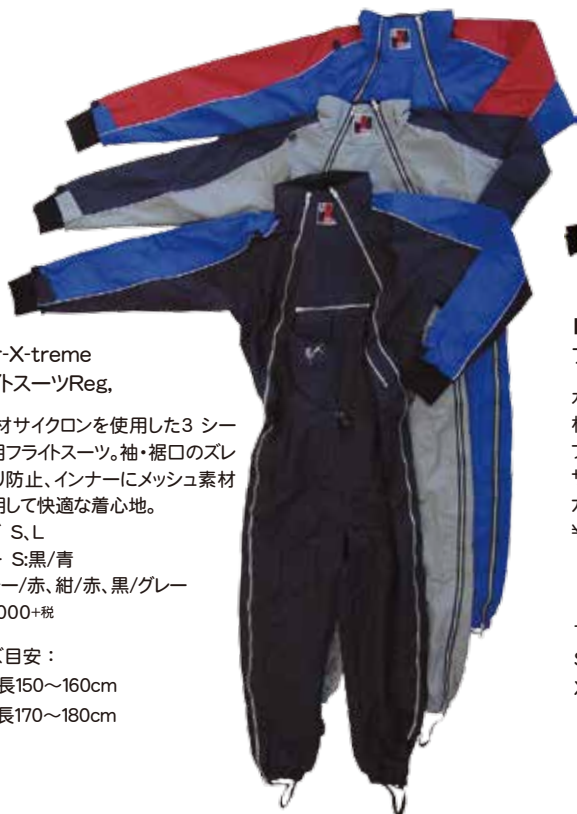 -X-treme
トスーツReg,
材サイクロンを使用した3 シー
用フライトスーツ。袖・裾口のズレ
り防止、インナーにメッシュ素材
用して快適な着心地。
S、L
S:黒/青
ー/赤、紺/赤、黒/グレー
000+税
ズ目安：
長150〜160cm
長170〜180cm